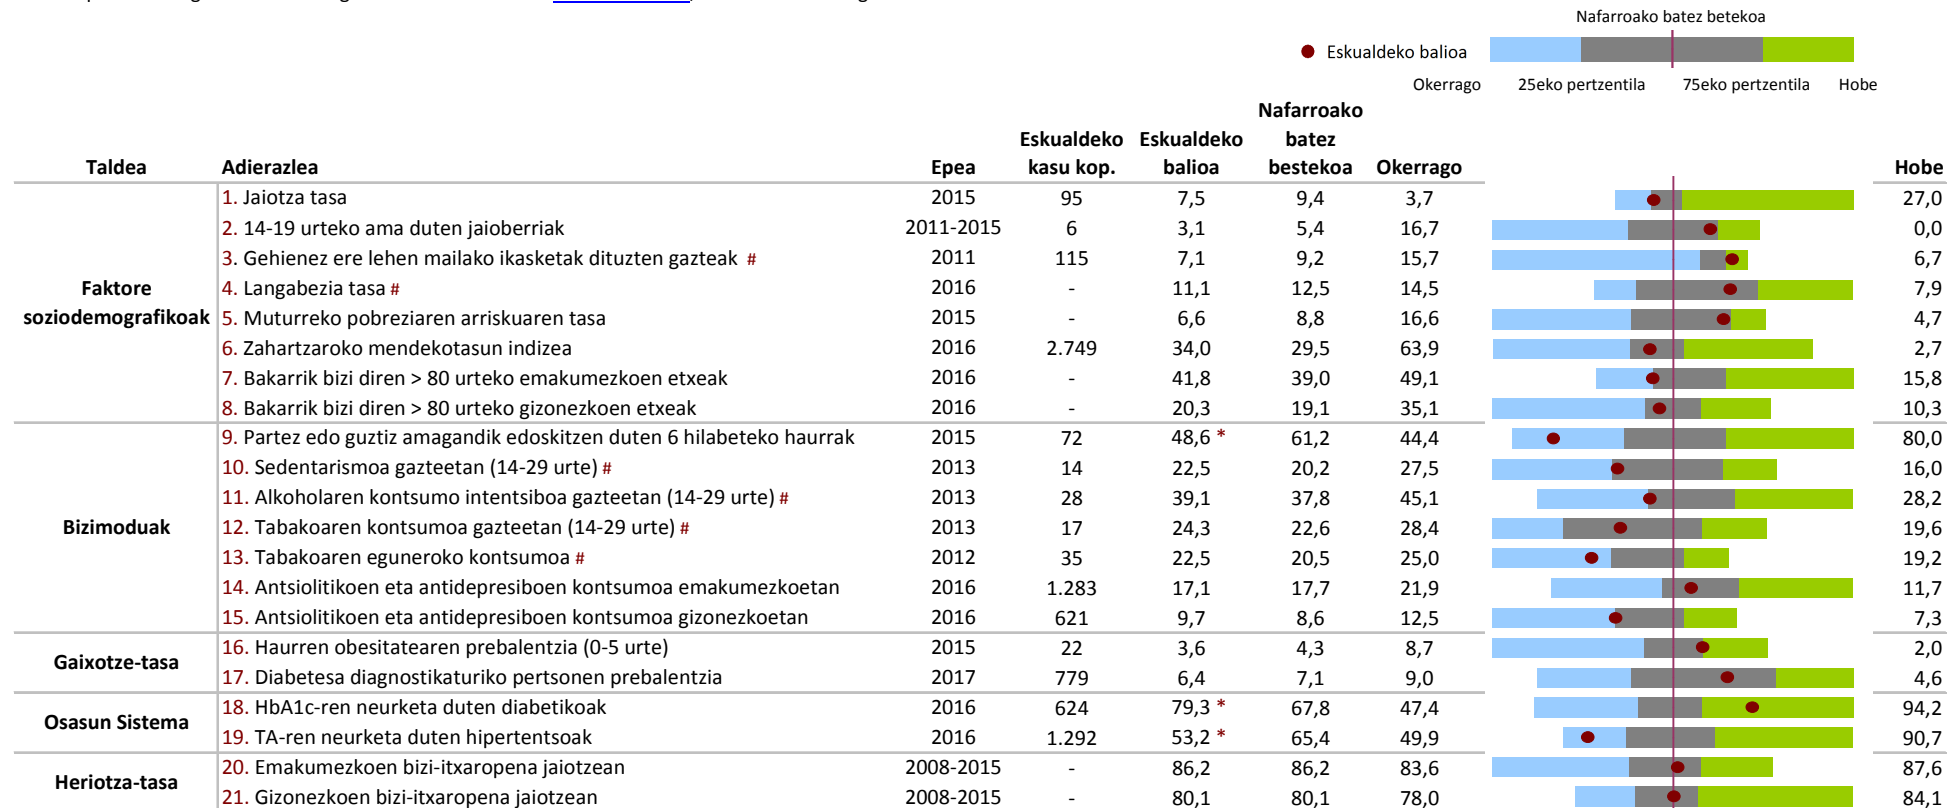 Nafarroako batez betekoa
Eskualdeko balioa
Okerrago 25eko pertzentila 75eko pertzentila Hobe
Taldea Adierazlea Epea Eskualdeko kasu kop. Eskualdeko balioa Nafarroako batez bestekoa Okerrago Hobe
Faktore soziodemografikoak
1. Jaiotza tasa 2015 95 7,5 9,4 3,7 27,0
2. 14-19 urteko ama duten jaioberriak 2011-2015 6 3,1 5,4 16,7 0,0
3. Gehienez ere lehen mailako ikasketak dituzten gazteak # 2011 115 7,1 9,2 15,7 6,7
4. Langabezia tasa # 2016 - 11,1 12,5 14,5 7,9
5. Muturreko pobreziaren arriskuaren tasa 2015 - 6,6 8,8 16,6 4,7
6. Zahartzaroko mendekotasun indizea 2016 2.749 34,0 29,5 63,9 2,7
7. Bakarrik bizi diren > 80 urteko emakumezkoen etxeak 2016 - 41,8 39,0 49,1 15,8
8. Bakarrik bizi diren > 80 urteko gizonezkoen etxeak 2016 - 20,3 19,1 35,1 10,3
Bizimoduak
9. Partez edo guztiz amagandik edoskitzen duten 6 hilabeteko haurrak 2015 72 48,6 * 61,2 44,4 80,0
10. Sedentarismoa gazteetan (14-29 urte) # 2013 14 22,5 20,2 27,5 16,0
11. Alkoholaren kontsumo intentsiboa gazteetan (14-29 urte) # 2013 28 39,1 37,8 45,1 28,2
12. Tabakoaren kontsumoa gazteetan (14-29 urte) # 2013 17 24,3 22,6 28,4 19,6
13. Tabakoaren eguneroko kontsumoa # 2012 35 22,5 20,5 25,0 19,2
14. Antsiolitikoen eta antidepresiboen kontsumoa emakumezkoetan 2016 1.283 17,1 17,7 21,9 11,7
15. Antsiolitikoen eta antidepresiboen kontsumoa gizonezkoetan 2016 621 9,7 8,6 12,5 7,3
Gaixotze-tasa
16. Haurren obesitatearen prebalentzia (0-5 urte) 2015 22 3,6 4,3 8,7 2,0
17. Diabetesa diagnostikaturiko pertsonen prebalentzia 2017 779 6,4 7,1 9,0 4,6
Osasun Sistema
18. HbA1c-ren neurketa duten diabetikoak 2016 624 79,3 * 67,8 47,4 94,2
19. TA-ren neurketa duten hipertentsoak 2016 1.292 53,2 * 65,4 49,9 90,7
Heriotza-tasa
20. Emakumezkoen bizi-itxaropena jaiotzean 2008-2015 - 86,2 86,2 83,6 87,6
21. Gizonezkoen bizi-itxaropena jaiotzean 2008-2015 - 80,1 80,1 78,0 84,1